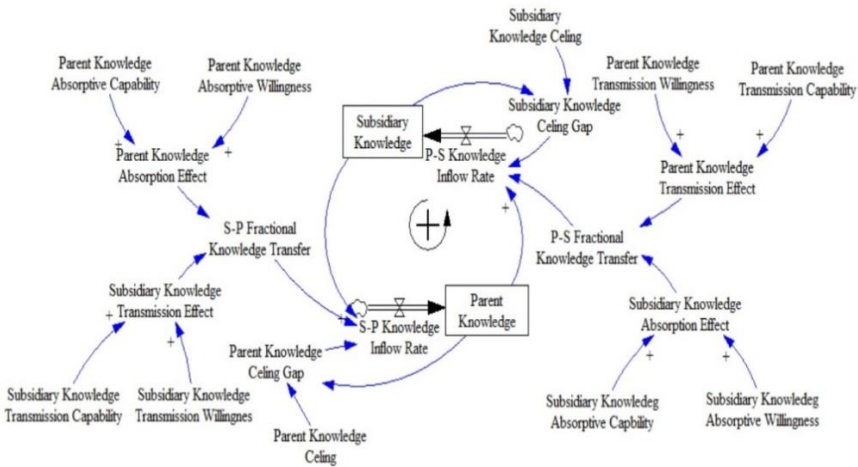 Subsidiary
Knowledge Celing
Parent Knowledge
Absorptive Capability
Parent Knowledge
Absorptive Willingness
Parent Knowledge
Transmission Willingness
Parent Knowledge
Transmission Capability
Subsidiary
Knowledge
Subsidiary Knowledge
Celing Gap
P-S Knowledge
Inflow Rate
+
+
+
+
Parent Knowledge
Absorption Effect
Parent Knowledge
Transmission Effect
+
+
S-P Fractional
Knowledge Transfer
P-S Fractional
Knowledge Transfer
Subsidiary Knowledge
Transmission Effect
Parent
Knowledge
Subsidiary Knowledge
Absorption Effect
+
+
+
S-P Knowledge
Inflow Rate
Parent Knowledge
Celing Gap
+
+
Subsidiary Knowledge
Transmission Capability
Subsidiary Knowledge
Transmission Willingnes
Subsidiary Knowledeg
Absorptive Capbility
Subsidiary Knowledeg
Absorptive Willingness
Parent Knowledge
Celing